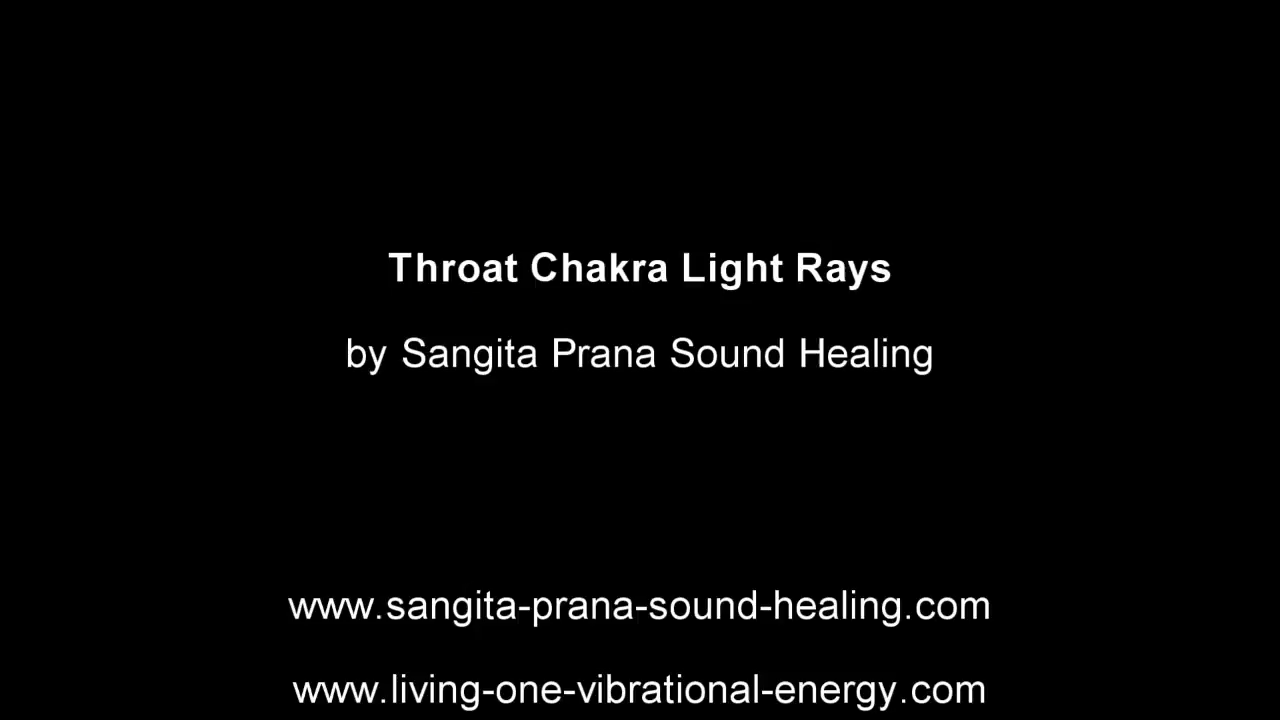 Throat Chakra Light Rays
by Sangita Prana Sound Healing
www.sangita-prana-sound-healing.com
www.living-one-vibrational-energy.com